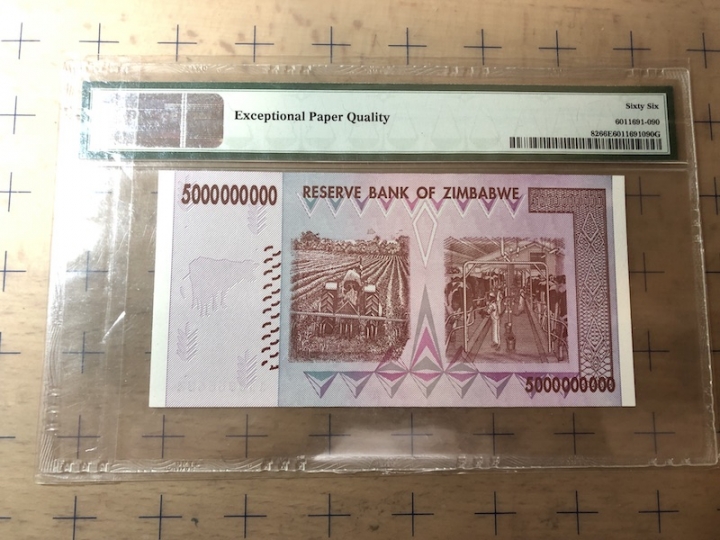 Exceptional Paper Quality
Sixty Six
6011691-090
8266E6011691090G
5000000000
RESERVE BANK OF ZIMBABWE
5000000000